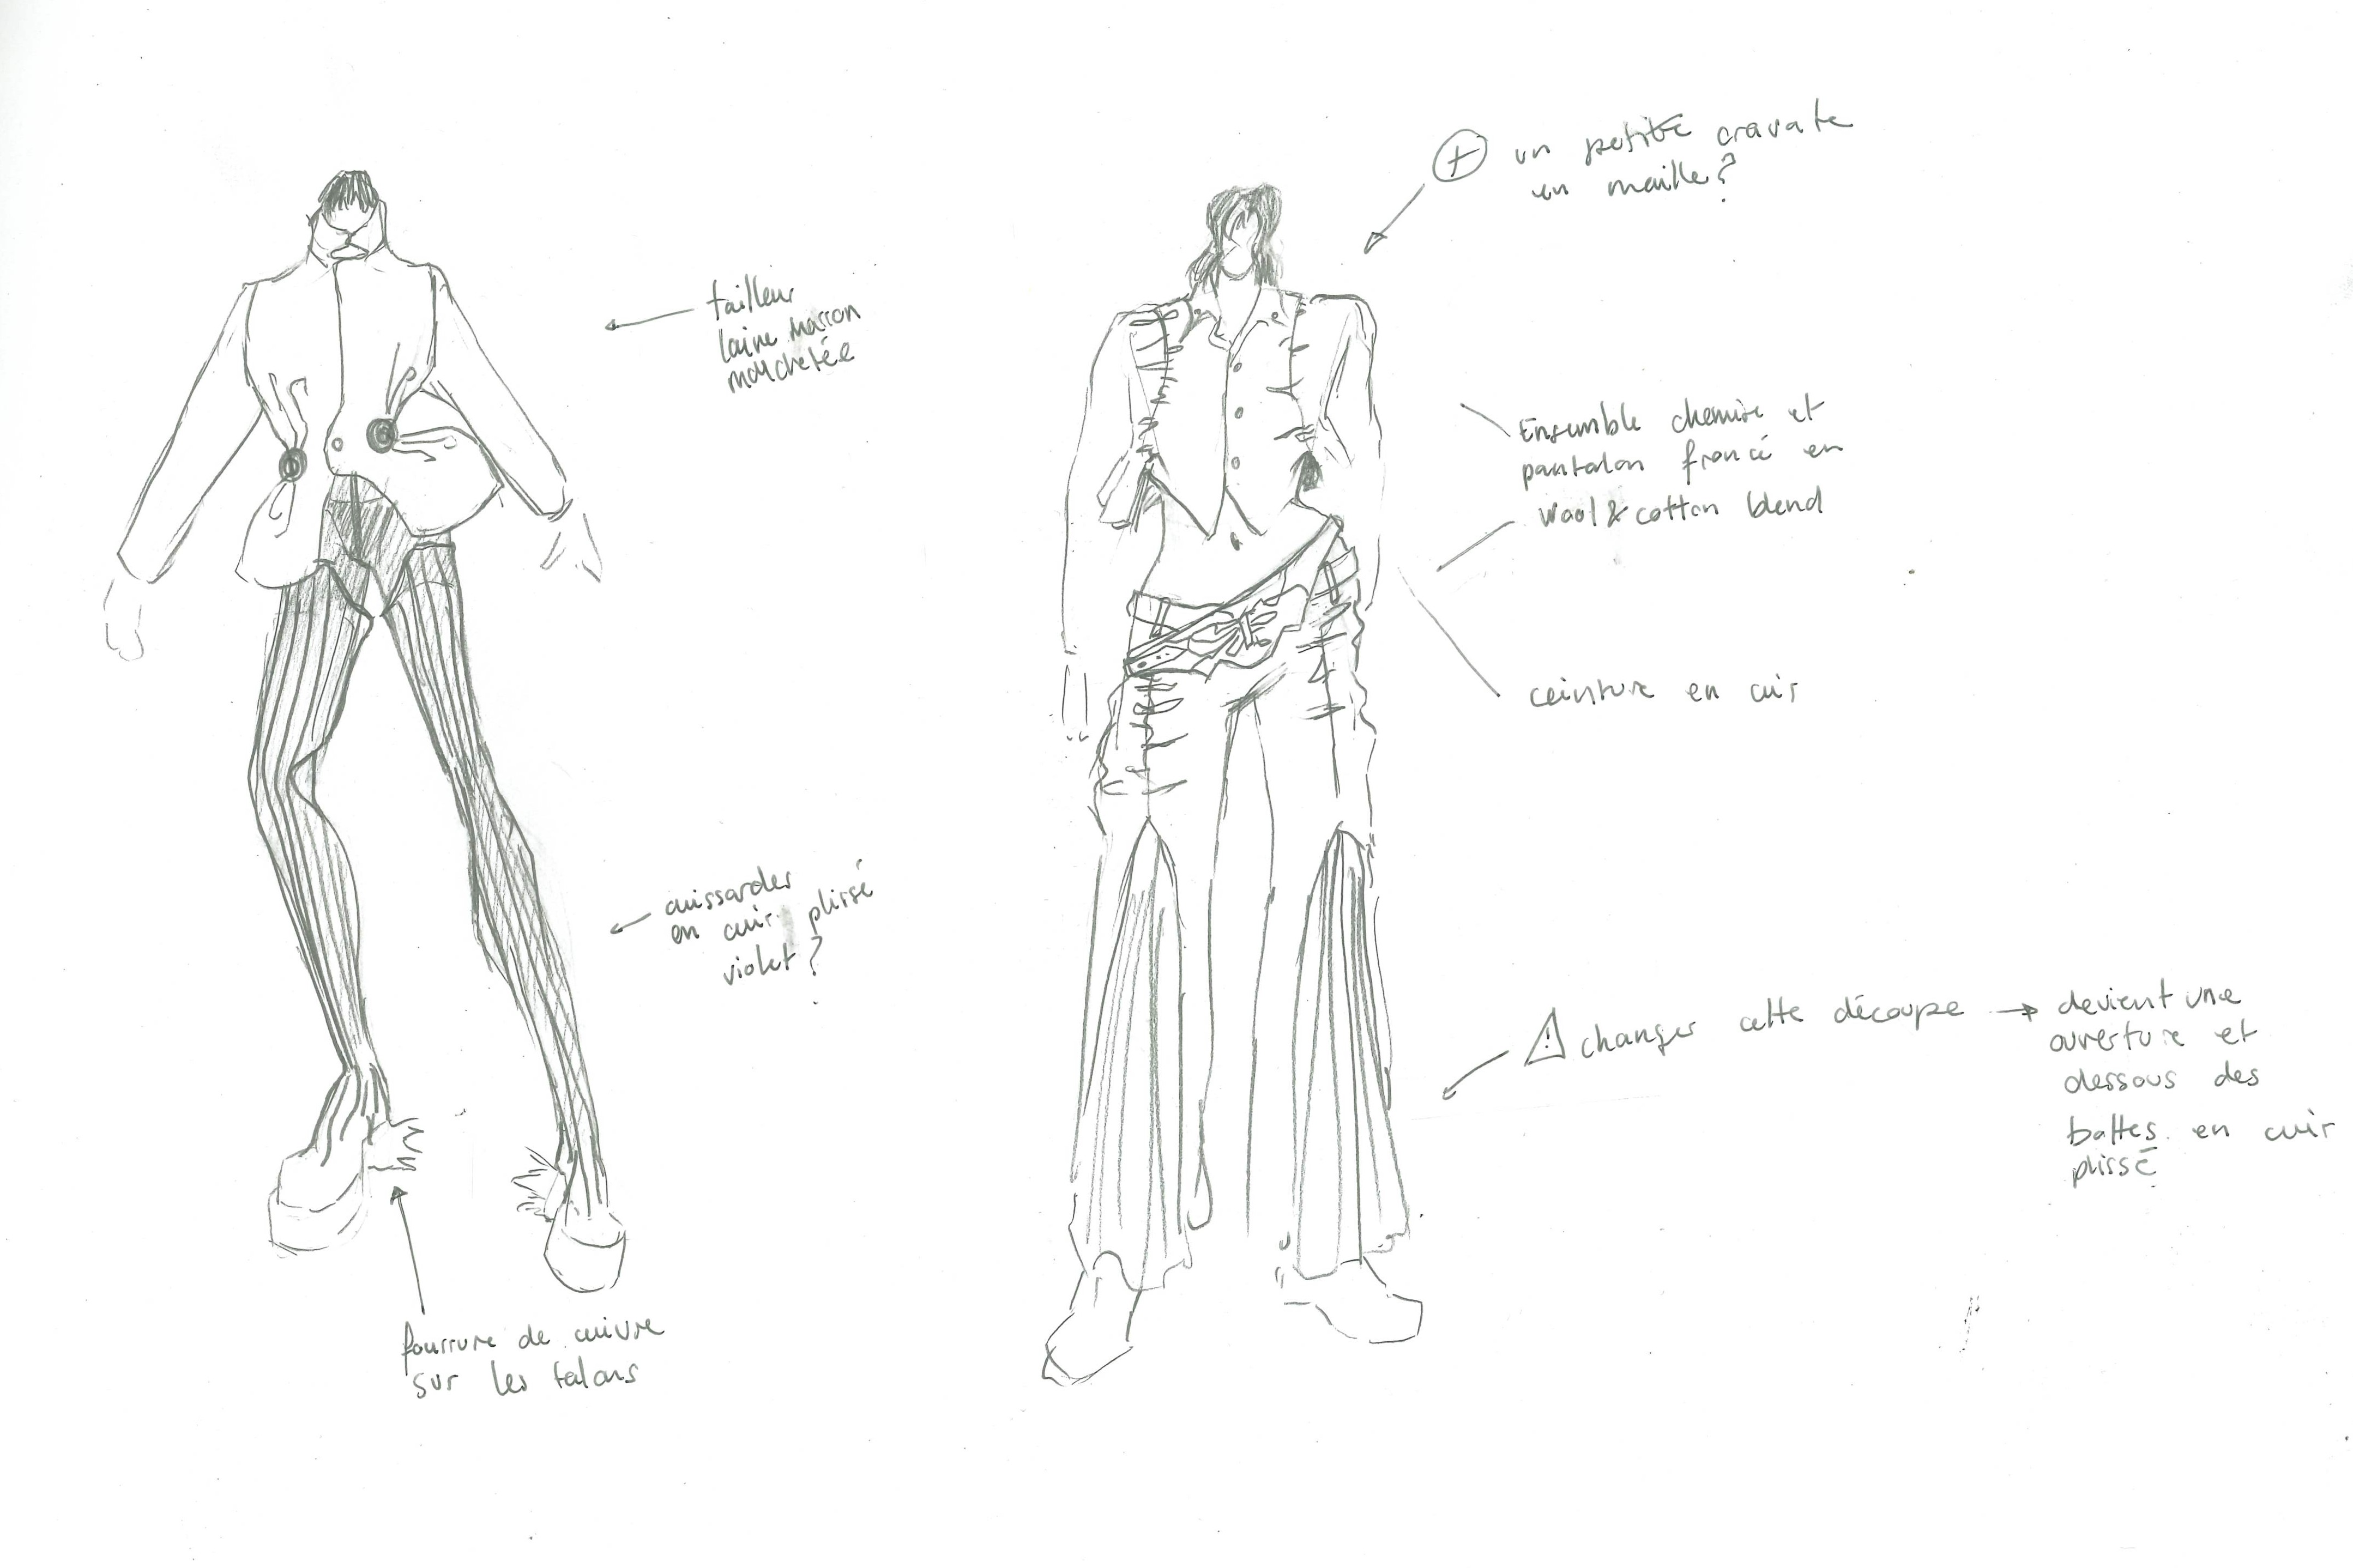 tailleur
laine marron
mouchetée
cuissardes
en cuir plissé
violet ?
fourrure de cuivre
sur les talons
+ un petite cravate
en maille ?
Ensemble chemise et
pantalon froncé en
wool & cotton blend
ceinture en cuir
! changer cette découpe → devient une
ouverture et
dessous des
bottes en cuir
plissé